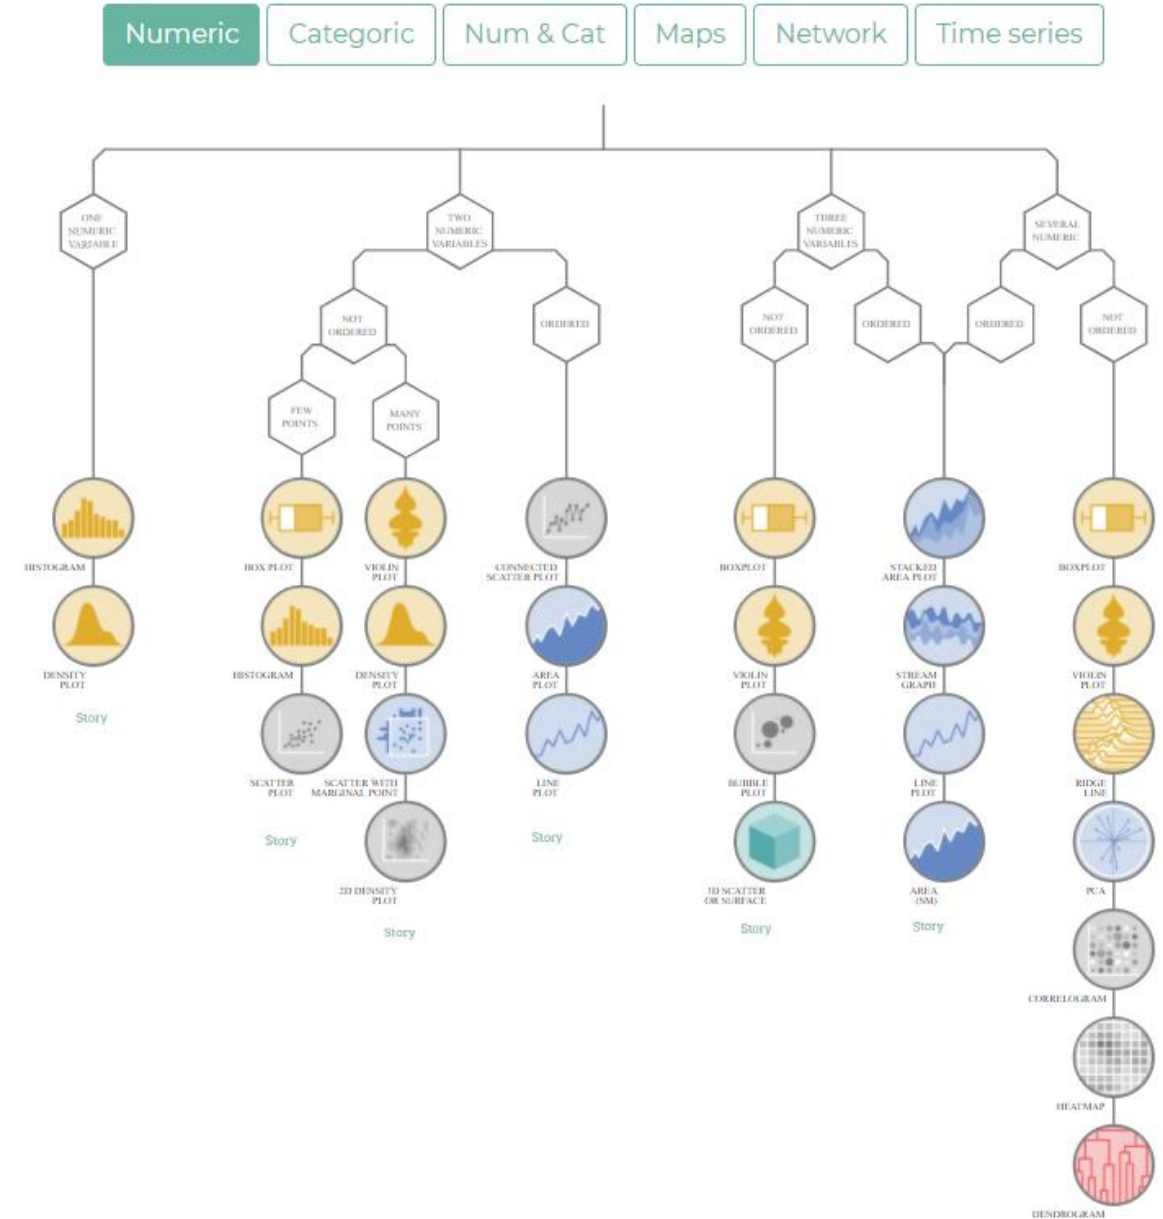 Numeric
Categoric
Num & Cat
Maps
Network
Time series
ONE
NUMERIC
VARIABLE
TWO
NUMERIC
VARIABLES
THREE
NUMERIC
VARIABLES
SEVERAL
NUMERIC
NOT
ORDERED
ORDERED
NOT
ORDERED
ORDERED
ORDERED
NOT
ORDERED
FEW
POINTS
MANY
POINTS
HISTOGRAM
BOX PLOT
VIOLIN
PLOT
CONNECTED
SCATTER PLOT
BOXPLOT
STACKED
AREA PLOT
BOXPLOT
DENSITY
PLOT
HISTOGRAM
DENSITY
PLOT
AREA
PLOT
VIOLIN
PLOT
STREAM
GRAPH
VIOLIN
PLOT
Story
SCATTER
PLOT
SCATTER WITH
MARGINAL POINT
LINE
PLOT
BUBBLE
PLOT
LINE
PLOT
RIDGE
LINE
Story
Story
2D DENSITY
PLOT
3D SCATTER
OR SURFACE
AREA
(SM)
PCA
Story
Story
Story
CORRELOGRAM
HEATMAP
DENDROGRAM